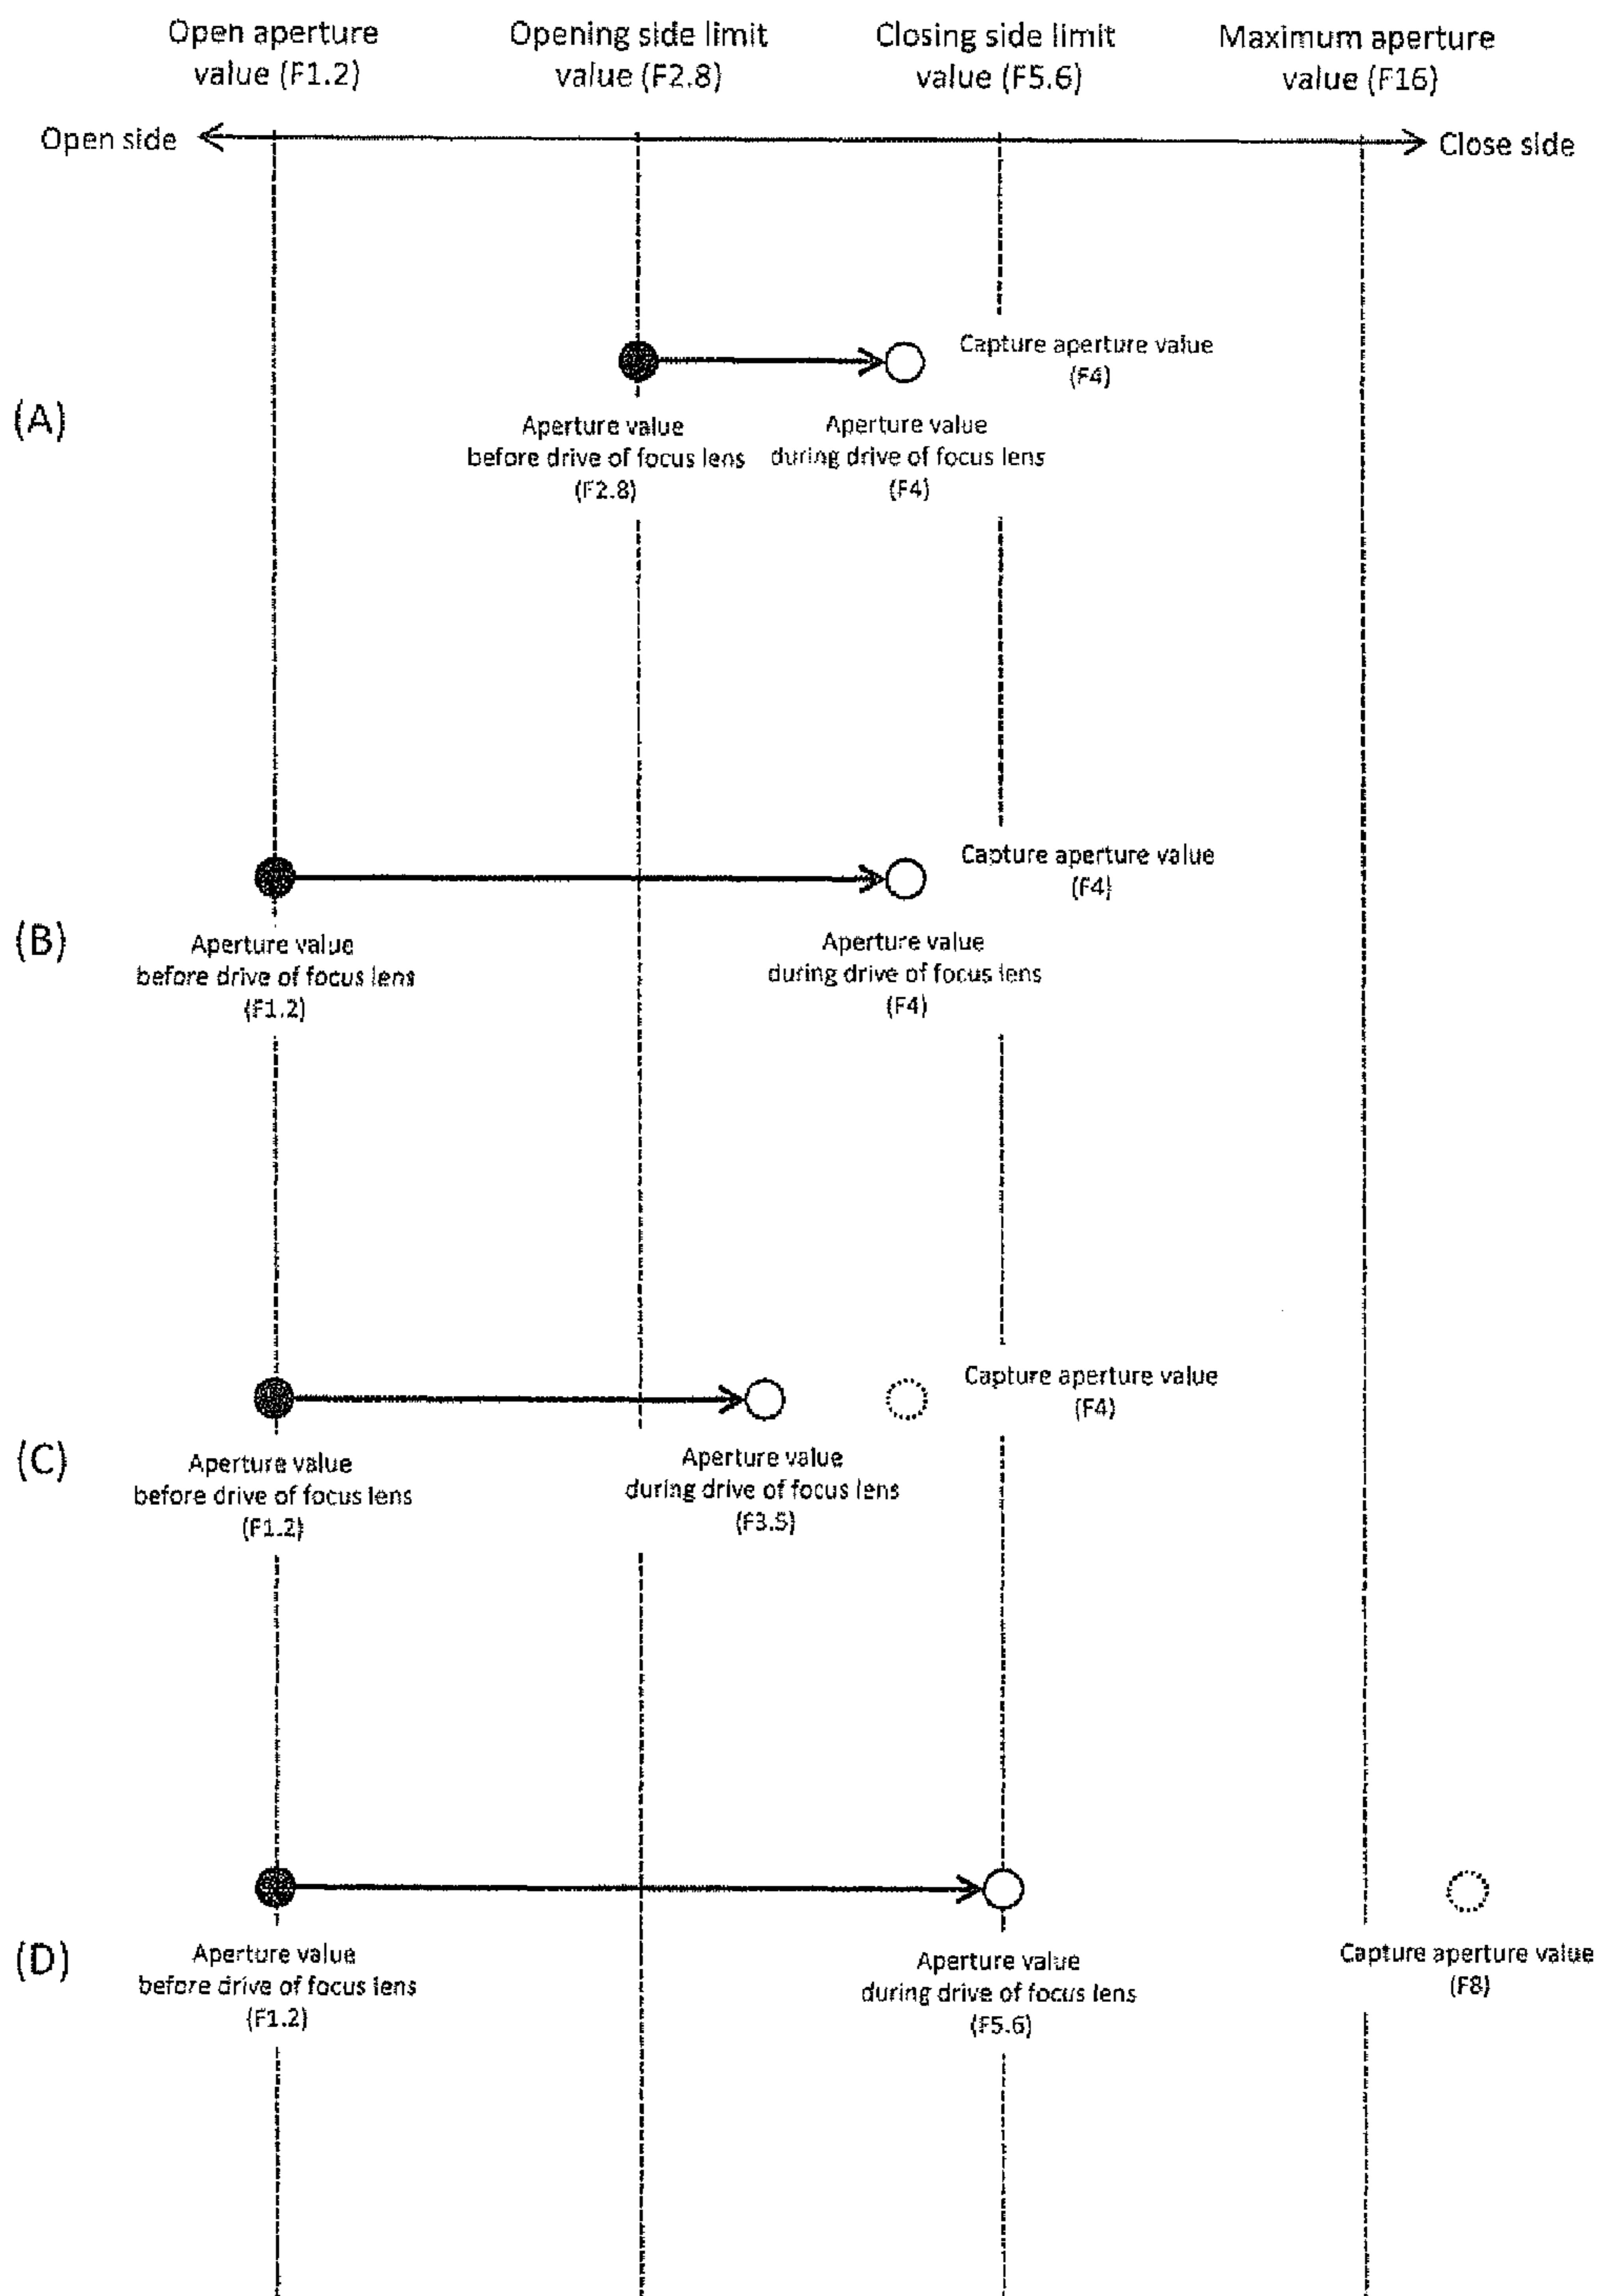 Open aperture
value (F1.2)
Opening side limit
value (F2.8)
Closing side limit
value (F5.6)
Maximum aperture
value (F16)
Open side
Close side
(A)
Capture aperture value
(F4)
Aperture value
before drive of focus lens
(F2.8)
Aperture value
during drive of focus lens
(F4)
(B)
Capture aperture value
(F4)
Aperture value
before drive of focus lens
(F1.2)
Aperture value
during drive of focus lens
(F4)
(C)
Capture aperture value
(F4)
Aperture value
before drive of focus lens
(F1.2)
Aperture value
during drive of focus lens
(F3.5)
(D)
Aperture value
before drive of focus lens
(F1.2)
Aperture value
during drive of focus lens
(F5.6)
Capture aperture value
(F8)